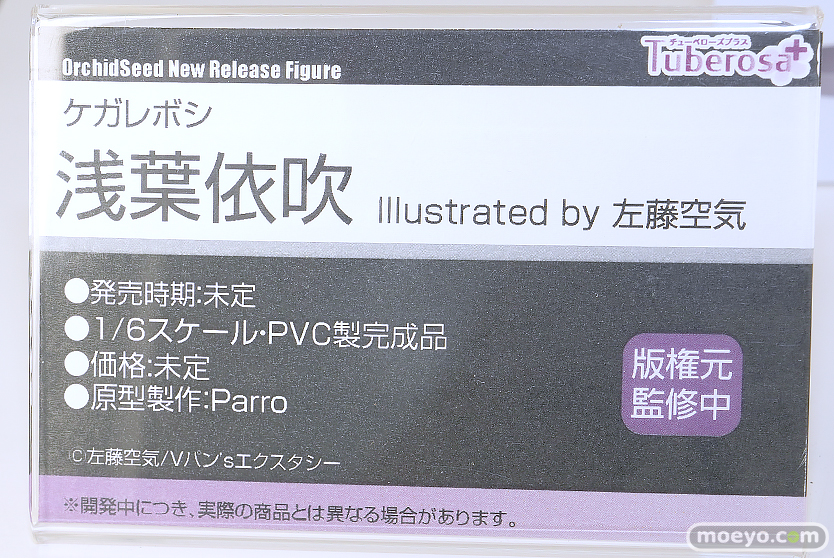 OrchidSeed New Release Figure
チューベローズプラス
Tuberosa+
ケガレボシ
浅葉依吹 Illustrated by 左藤空気
●発売時期:未定
●1/6スケール・PVC製完成品
●価格:未定
●原型製作:Parro
版権元
監修中
©左藤空気/Vパン'sエクスタシー
※開発中につき、実際の商品とは異なる場合があります。
moeyo.com